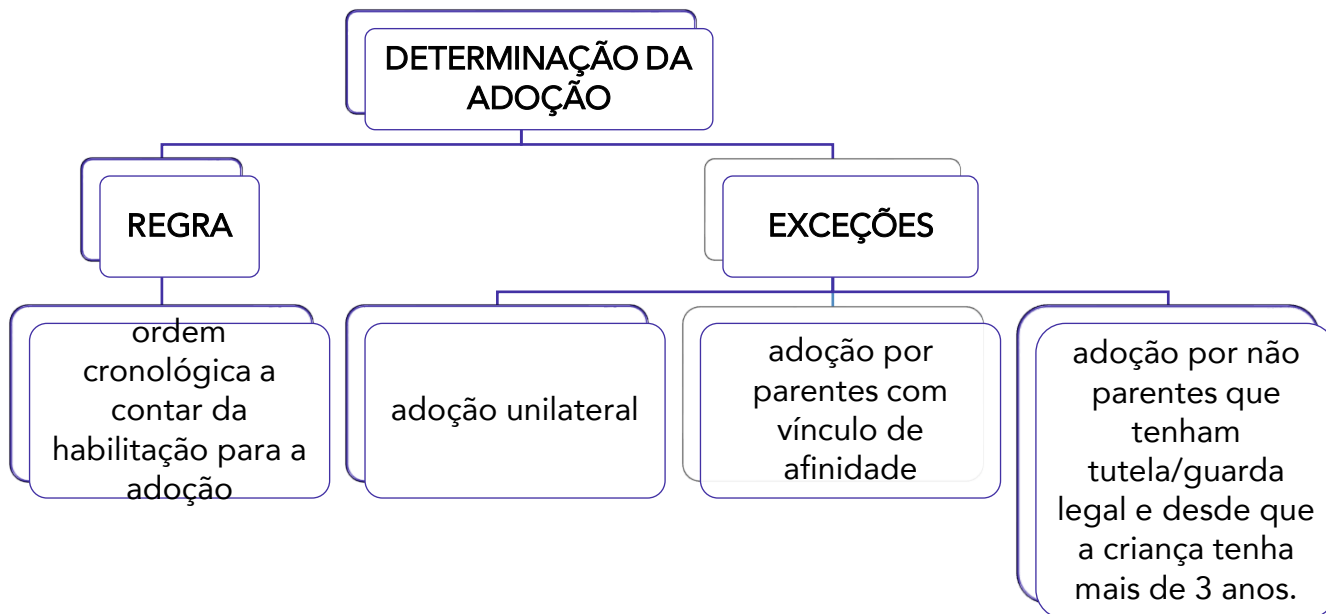 DETERMINAÇÃO DA
ADOÇÃO
REGRA
EXCEÇÕES
ordem
cronológica a
contar da
habilitação para a
adoção
adoção unilateral
adoção por
parentes com
vínculo de
afinidade
adoção por não
parentes que
tenham
tutela/guarda
legal e desde que
a criança tenha
mais de 3 anos.